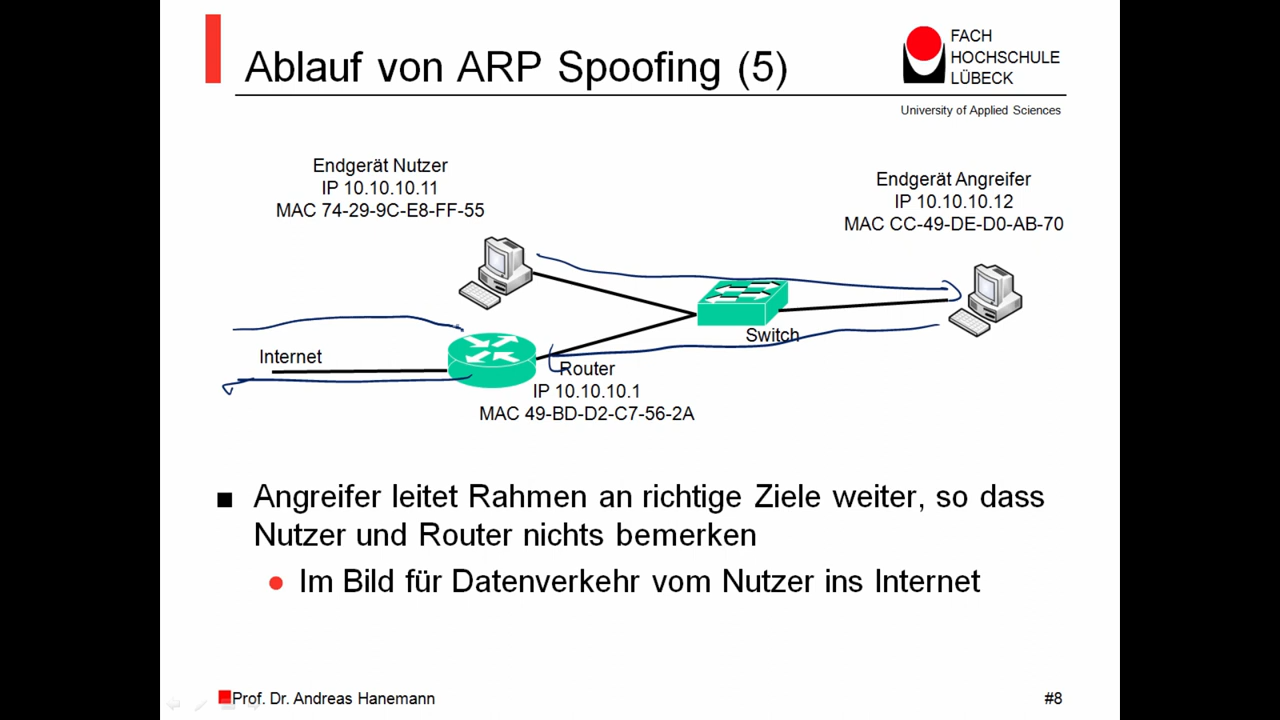 Ablauf von ARP Spoofing (5)
FACH
HOCHSCHULE
LÜBECK
University of Applied Sciences
Endgerät Nutzer
IP 10.10.10.11
MAC 74-29-9C-E8-FF-55
Endgerät Angreifer
IP 10.10.10.12
MAC CC-49-DE-D0-AB-70
Switch
Internet
Router
IP 10.10.10.1
MAC 49-BD-D2-C7-56-2A
Angreifer leitet Rahmen an richtige Ziele weiter, so dass
Nutzer und Router nichts bemerken
Im Bild für Datenverkehr vom Nutzer ins Internet
Prof. Dr. Andreas Hanemann
#8